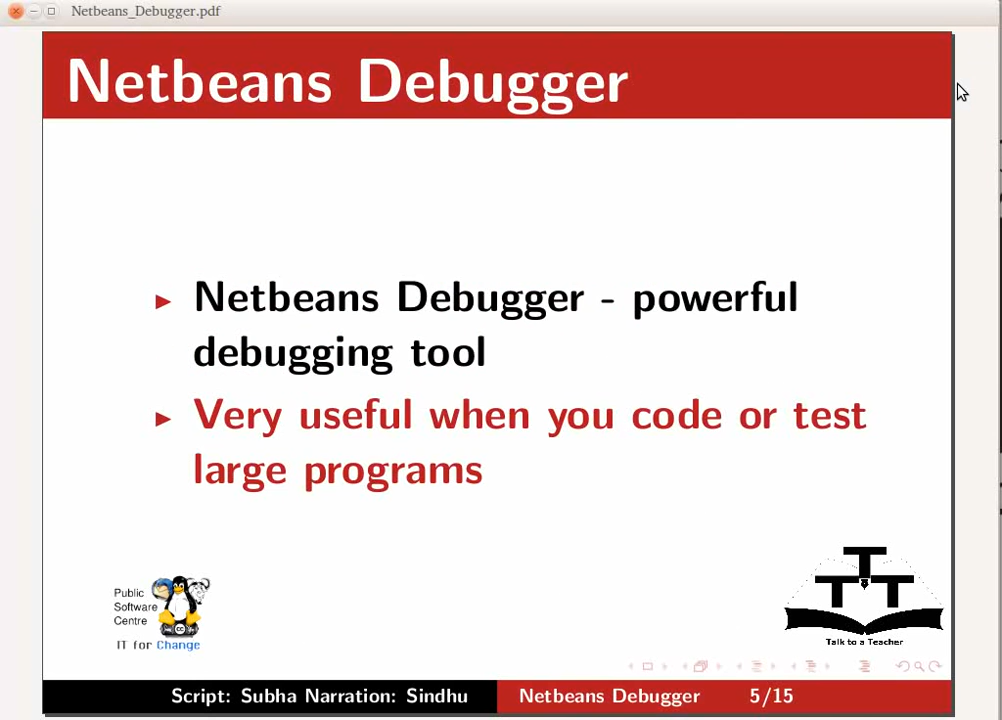 Netbeans_Debugger.pdf
Netbeans Debugger
Netbeans Debugger - powerful
debugging tool
Very useful when you code or test
large programs
Public
Software
Centre
IT for Change
TTT
Talk to a Teacher
Script: Subha Narration: Sindhu
Netbeans Debugger
5/15